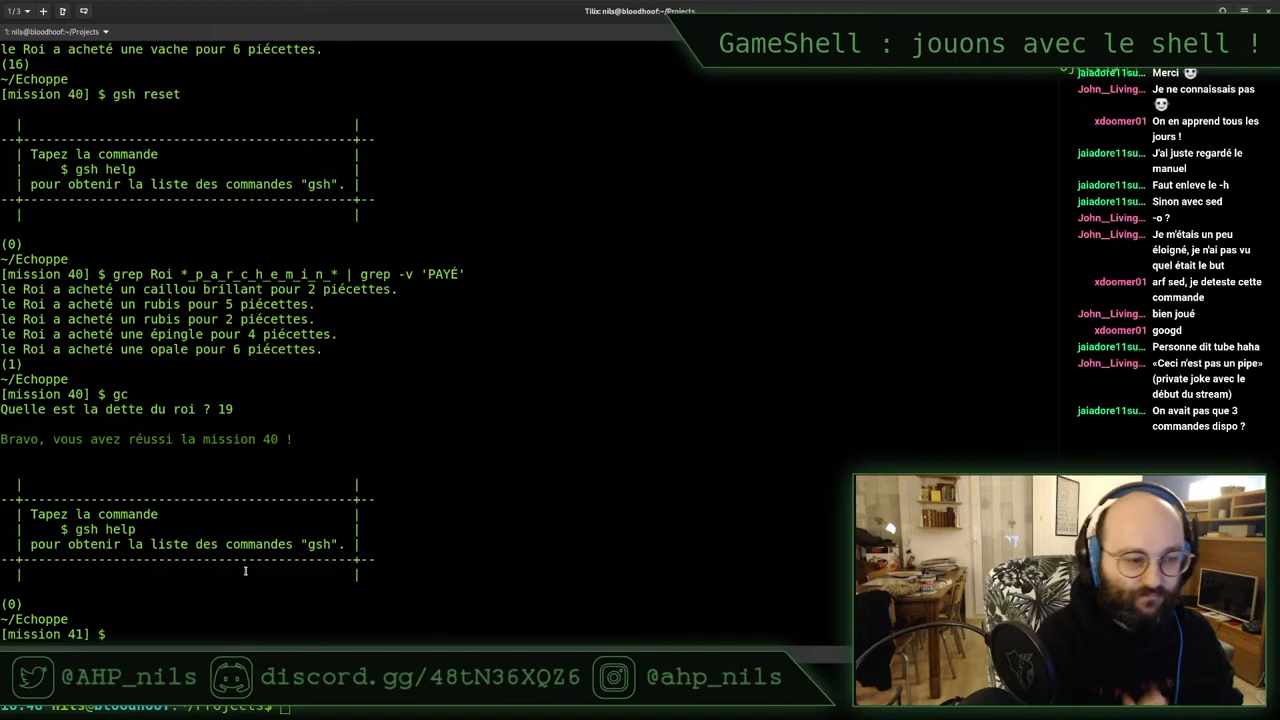 1/3
Tilix: nils@bloodhoof:~/Projects
1: nils@bloodhoof:~/Projects
GameShell : jouons avec le shell !
le Roi a acheté une vache pour 6 piécettes.
(16)
~/Echoppe
[mission 40] $ gsh reset
Tapez la commande
$ gsh help
pour obtenir la liste des commandes "gsh".
(0)
~/Echoppe
[mission 40] $ grep Roi *_p_a_r_c_h_e_m_i_n_* | grep -v 'PAYÉ'
le Roi a acheté un caillou brillant pour 2 piécettes.
le Roi a acheté un rubis pour 5 piécettes.
le Roi a acheté un rubis pour 2 piécettes.
le Roi a acheté une épingle pour 4 piécettes.
le Roi a acheté une opale pour 6 piécettes.
(1)
~/Echoppe
[mission 40] $ gc
Quelle est la dette du roi ? 19
Bravo, vous avez réussi la mission 40 !
Tapez la commande
$ gsh help
pour obtenir la liste des commandes "gsh".
(0)
~/Echoppe
[mission 41] $
jaiadore11su... Merci
John__Living... Je ne connaissais pas
xdoomer01 On en apprend tous les
jours !
jaiadore11su... J'ai juste regardé le
manuel
jaiadore11su... Faut enleve le -h
jaiadore11su... Sinon avec sed
John__Living... -o ?
John__Living... Je m'étais un peu
éloigné, je n'ai pas vu
quel était le but
xdoomer01 arf sed, je deteste cette
commande
John__Living... bien joué
xdoomer01 googd
jaiadore11su... Personne dit tube haha
John__Living... «Ceci n'est pas un pipe»
(private joke avec le
début du stream)
jaiadore11su... On avait pas que 3
commandes dispo ?
@AHP_nils discord.gg/48tN36XQZ6 @ahp_nils
nils@bloodhoof:~/Projects$